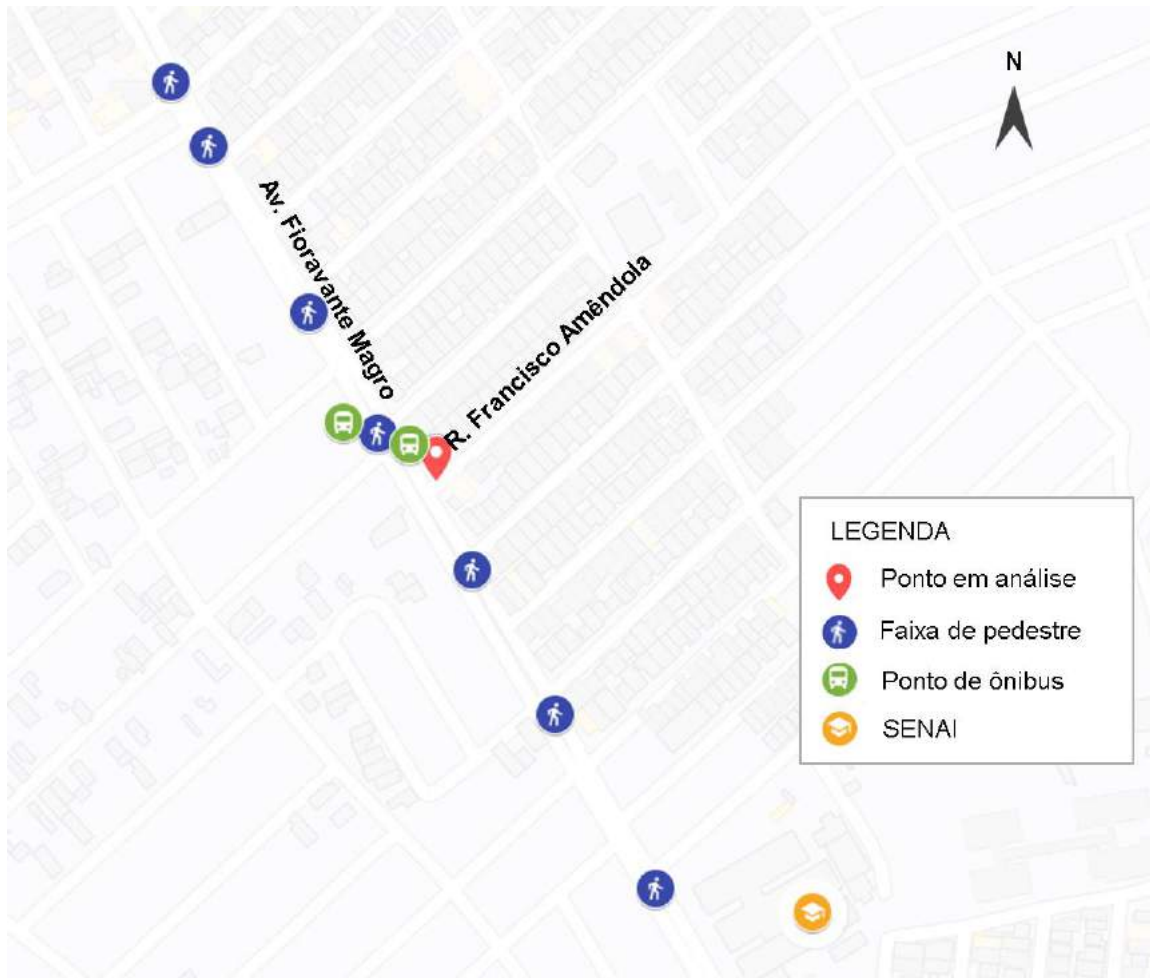 N
Av. Fioravante Magro
R. Francisco Amêndola
LEGENDA
Ponto em análise
Faixa de pedestre
Ponto de ônibus
SENAI